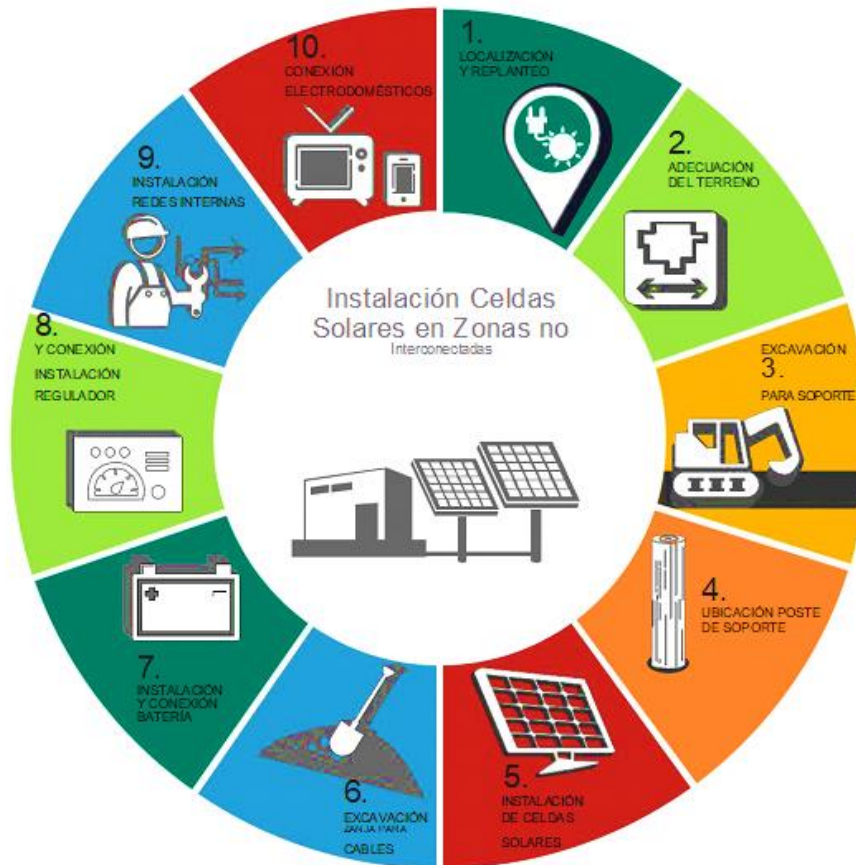 Instalación Celdas
Solares en Zonas no
Interconectadas
1.
LOCALIZACIÓN
Y REPLANTEO
2.
ADECUACIÓN
DEL TERRENO
EXCAVACIÓN
3.
PARA SOPORTE
4.
UBICACIÓN POSTE
DE SOPORTE
5.
INSTALACIÓN
DE CELDAS
SOLARES
6.
EXCAVACIÓN
ZANJA PARA
CABLES
7.
INSTALACIÓN
Y CONEXIÓN
BATERÍA
8.
Y CONEXIÓN
INSTALACIÓN
REGULADOR
9.
INSTALACIÓN
REDES INTERNAS
10.
CONEXIÓN
ELECTRODOMÉSTICOS